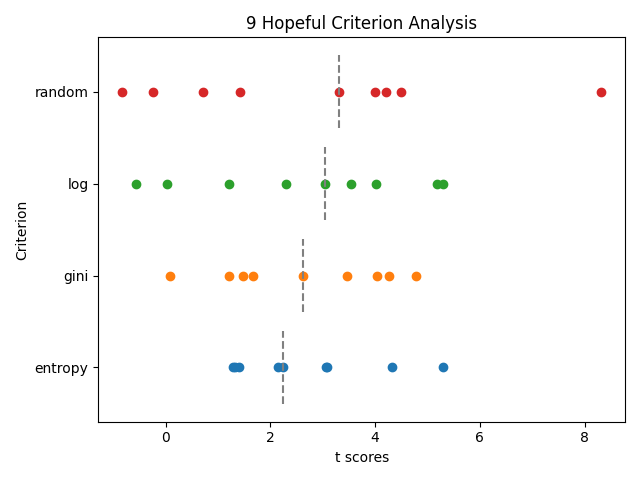 9 Hopeful Criterion Analysis
random
log
gini
entropy
Criterion
0 2 4 6 8
t scores